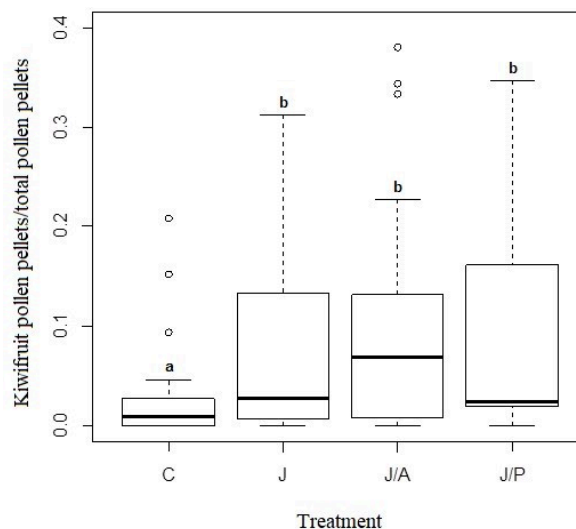 Kiwifruit pollen pellets/total pollen pellets
0.4
0.3
0.2
0.1
0.0
a
b
b
b
C J J/A J/P
Treatment